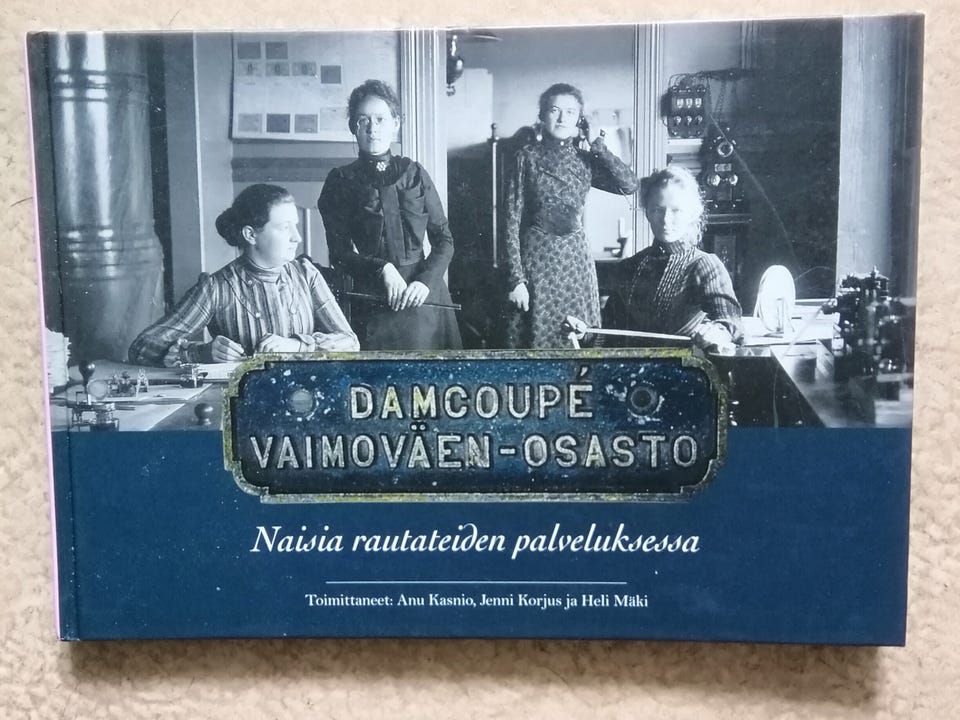 DAMCOUPÉ
VAIMOVÄEN-OSASTO
Naisia rautateiden palveluksessa
Toimittaneet: Anu Kasnio, Jenni Korjus ja Heli Mäki